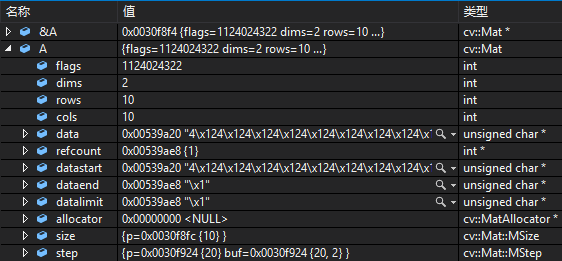 名称 值 类型
&A 0x0030f8f4 {flags=1124024322 dims=2 rows=10 ...} cv::Mat *
A {flags=1124024322 dims=2 rows=10 ...} cv::Mat
flags 1124024322 int
dims 2 int
rows 10 int
cols 10 int
data 0x00539a20 "4\x124\x124\x124\x124\x124\x124\x124\x124\x1 unsigned char *
refcount 0x00539ae8 {1} int *
datastart 0x00539a20 "4\x124\x124\x124\x124\x124\x124\x124\x124\x1 unsigned char *
dataend 0x00539ae8 "\x1" unsigned char *
datalimit 0x00539ae8 "\x1" unsigned char *
allocator 0x00000000 <NULL> cv::MatAllocator *
size {p=0x0030f8fc {10} } cv::Mat::MSize
step {p=0x0030f924 {20} buf=0x0030f924 {20, 2} } cv::Mat::MStep